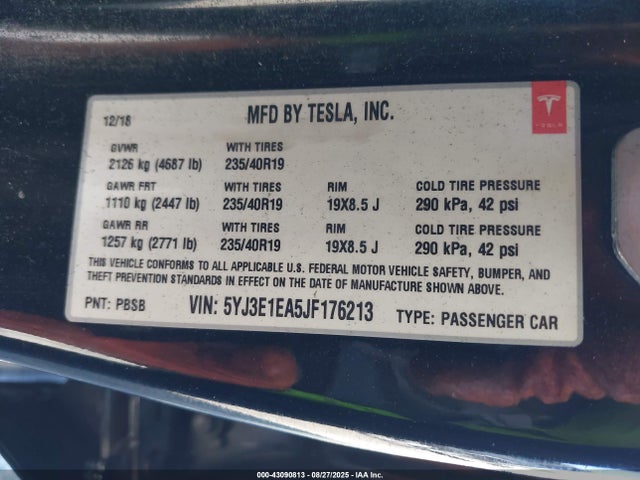 12/18 MFD BY TESLA, INC.
TESLA
GVWR WITH TIRES
2126 kg (4687 lb) 235/40R19
GAWR FRT WITH TIRES RIM COLD TIRE PRESSURE
1110 kg (2447 lb) 235/40R19 19X8.5 J 290 kPa, 42 psi
GAWR RR WITH TIRES RIM COLD TIRE PRESSURE
1257 kg (2771 lb) 235/40R19 19X8.5 J 290 kPa, 42 psi
THIS VEHICLE CONFORMS TO ALL APPLICABLE U.S. FEDERAL MOTOR VEHICLE SAFETY, BUMPER, AND
THEFT PREVENTION STANDARDS IN EFFECT ON THE DATE OF MANUFACTURE SHOWN ABOVE.
PNT: PBSB VIN: 5YJ3E1EA5JF176213 TYPE: PASSENGER CAR
000-43090813 - 08/27/2025 - IAA Inc.